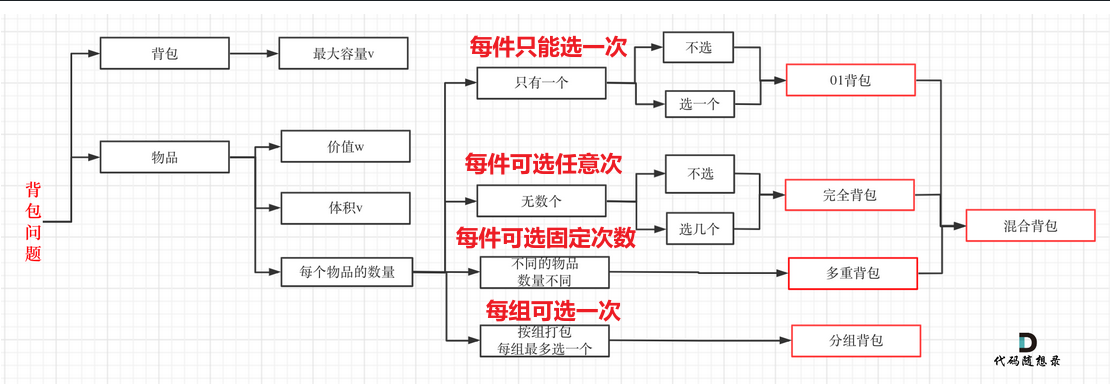 背包问题
背包
最大容量v
物品
价值w
体积v
每个物品的数量
每件只能选一次
只有一个
不选
选一个
01背包
每件可选任意次
无数个
不选
选几个
完全背包
每件可选固定次数
不同的物品
数量不同
多重背包
混合背包
每组可选一次
按组打包
每组最多选一个
分组背包
代码随想录